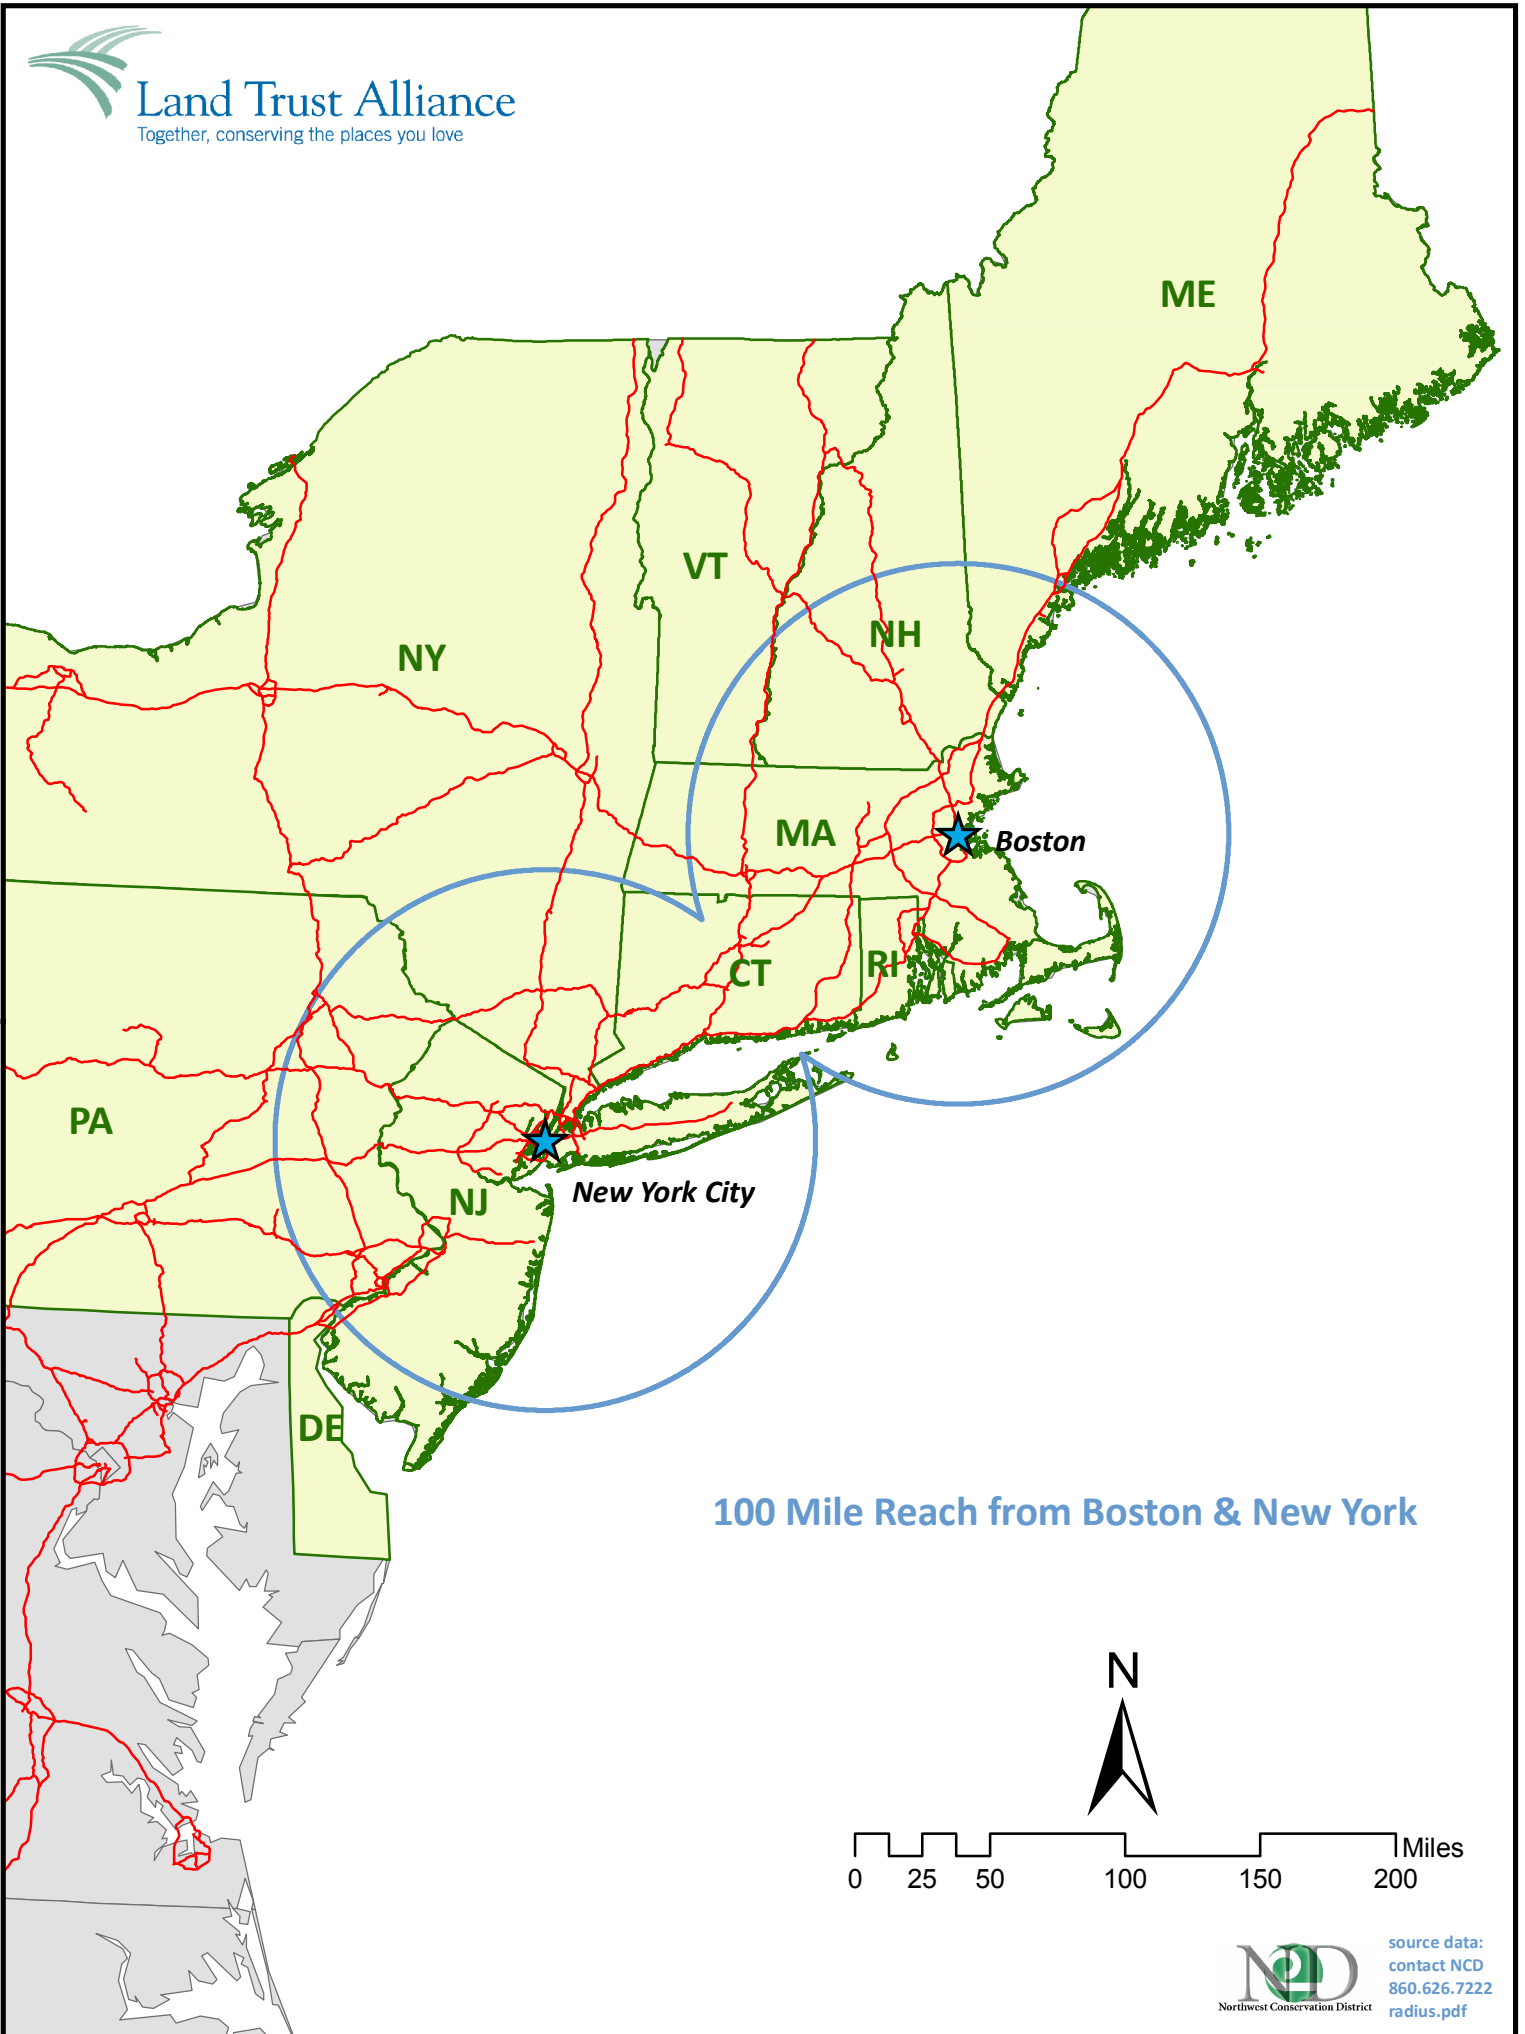 Land Trust Alliance
Together, conserving the places you love
ME
VT
NH
NY
MA
Boston
CT
RI
PA
New York City
NJ
DE
100 Mile Reach from Boston & New York
N
Miles
0 25 50 100 150 200
NCD
Northwest Conservation District
source data:
contact NCD
860.626.7222
radius.pdf